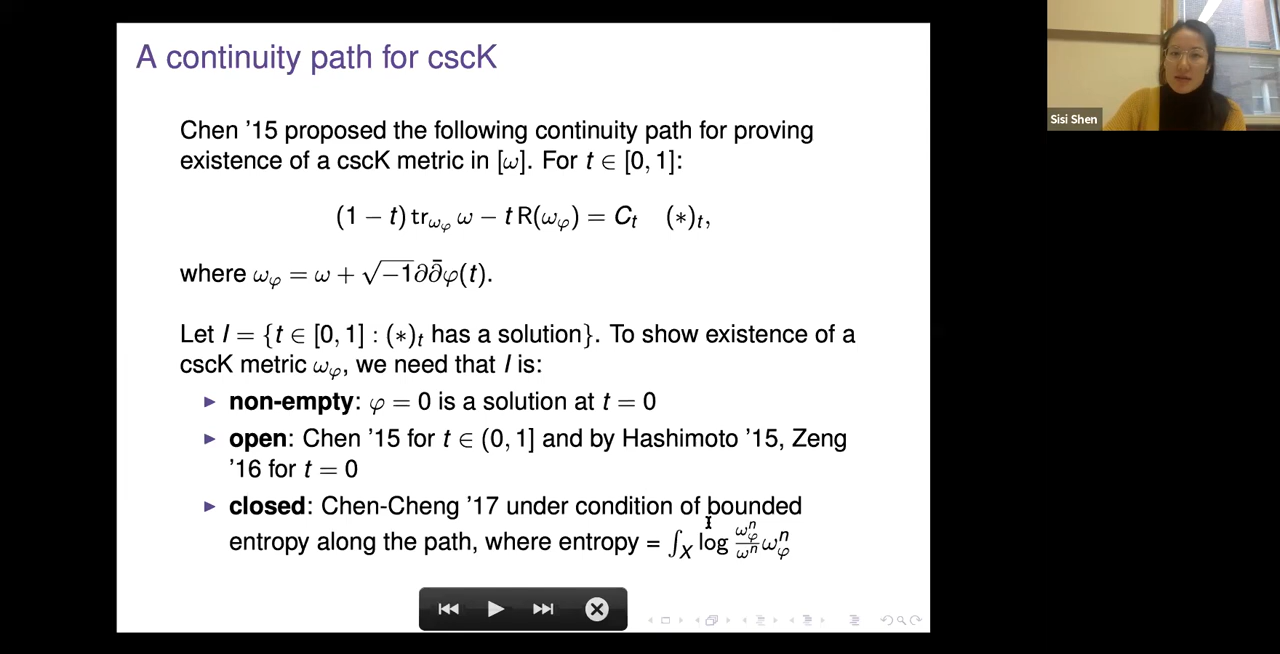 A continuity path for cscK
Chen '15 proposed the following continuity path for proving
existence of a cscK metric in [ω]. For t ∈ [0, 1]:
(1 − t) tr_{ω_φ} ω − t R(ω_φ) = C_t (∗)_t,
where ω_φ = ω + √−1∂∂̄φ(t).
Let I = {t ∈ [0, 1] : (∗)_t has a solution}. To show existence of a
cscK metric ω_φ, we need that I is:
► non-empty: φ = 0 is a solution at t = 0
► open: Chen '15 for t ∈ (0, 1] and by Hashimoto '15, Zeng
'16 for t = 0
► closed: Chen-Cheng '17 under condition of bounded
entropy along the path, where entropy = ∫_X log ω_φ^n/ω^n ω_φ^n
Sisi Shen